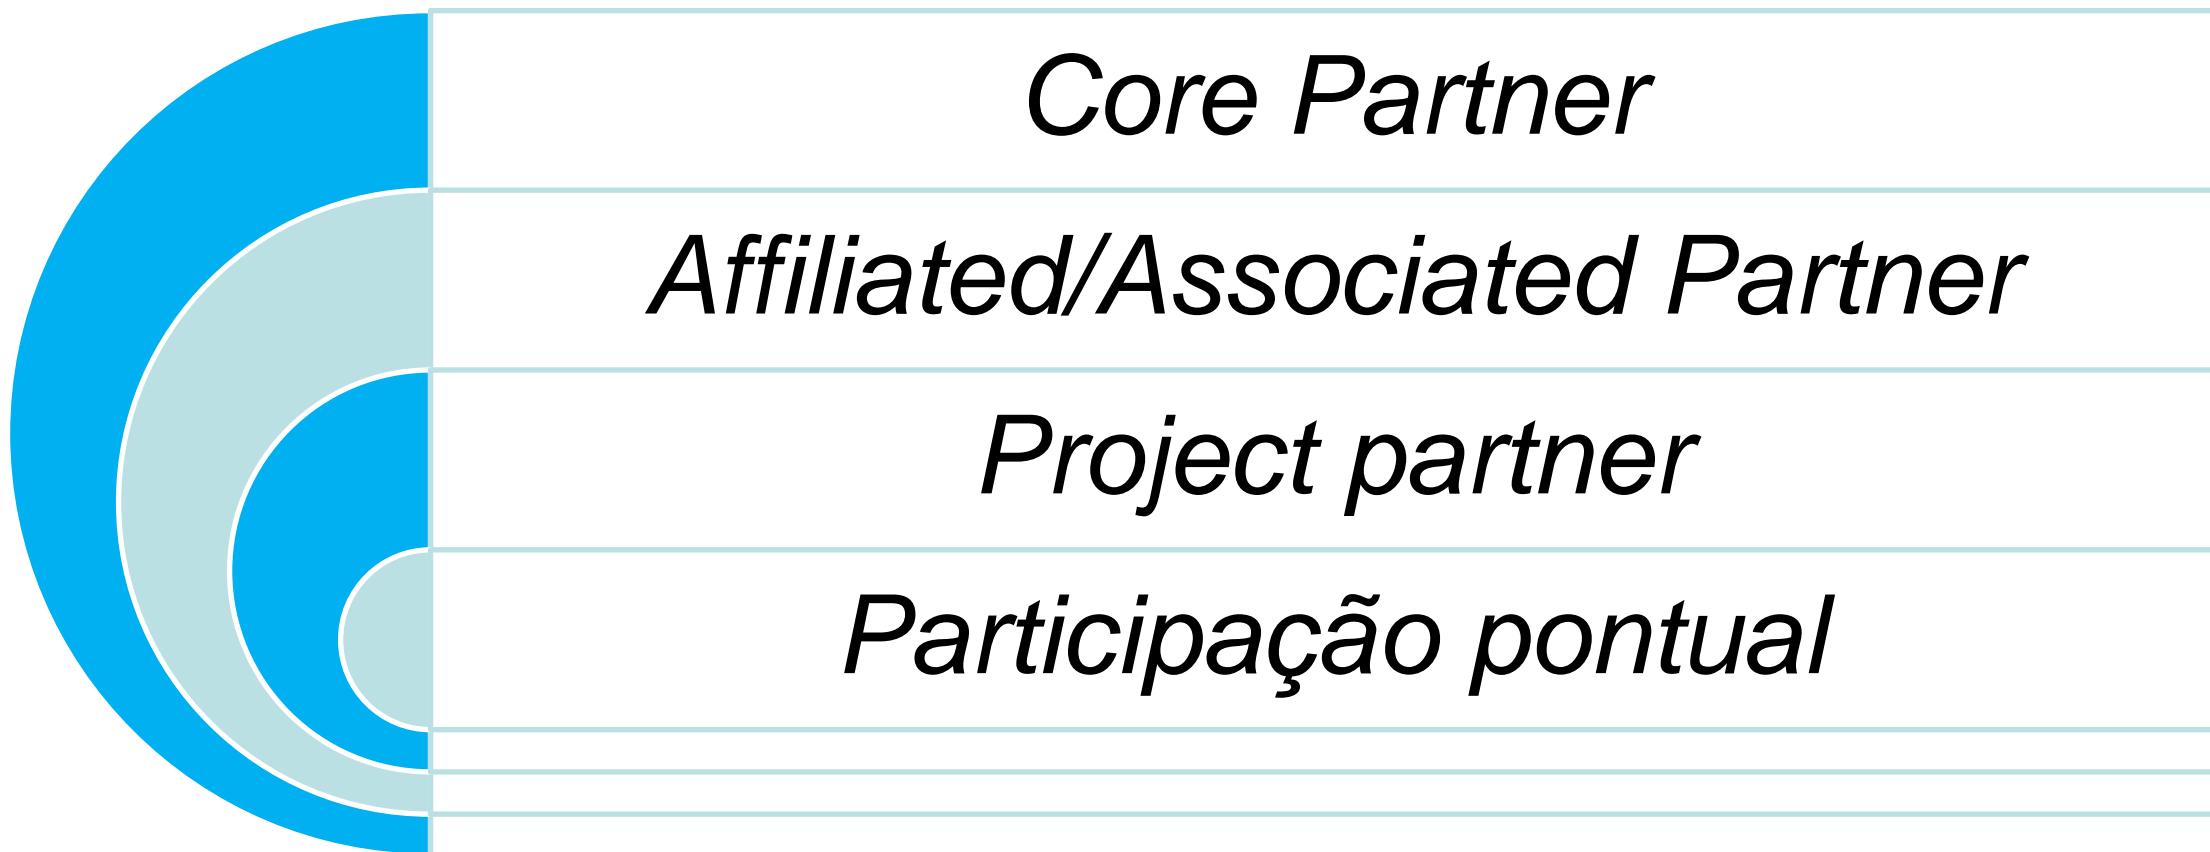 Core Partner
Affiliated/Associated Partner
Project partner
Participação pontual